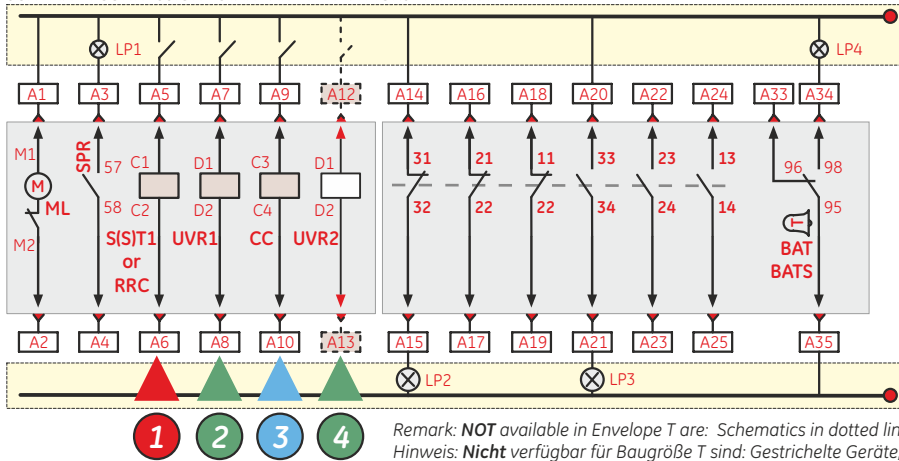 LP1 LP4
A1 A3 A5 A7 A9 A12 A14 A16 A18 A20 A22 A24 A33 A34
M1 SPR 57 C1 D1 C3 D1 31 21 11 33 23 13 96 98
M ML
M2 58 C2 D2 C4 D2 32 22 22 34 24 14 95
S(S)T1 UVR1 CC UVR2 T
or BAT
RRC BATS
A2 A4 A6 A8 A10 A13 A15 A17 A19 A21 A23 A25 A35
LP2 LP3
1 2 3 4
Remark: NOT available in Envelope T are: Schematics in dotted lin
Hinweis: Nicht verfügbar für Baugröße T sind: Gestrichelte Geräte,